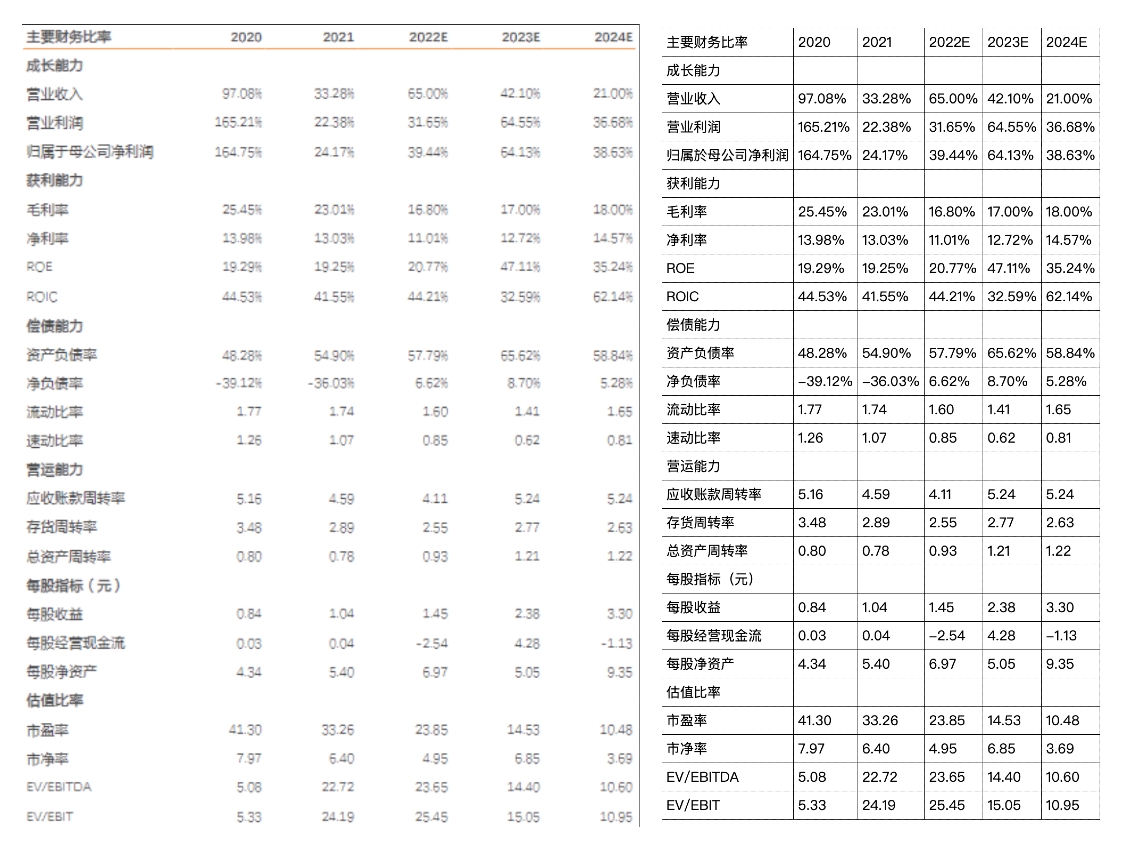 主要财务比率 2020 2021 2022E 2023E 2024E
成长能力
营业收入 97.08% 33.28% 65.00% 42.10% 21.00%
营业利润 165.21% 22.38% 31.65% 64.55% 36.68%
归属于母公司净利润 164.75% 24.17% 39.44% 64.13% 38.63%
获利能力
毛利率 25.45% 23.01% 16.80% 17.00% 18.00%
净利率 13.98% 13.03% 11.01% 12.72% 14.57%
ROE 19.29% 19.25% 20.77% 47.11% 35.24%
ROIC 44.53% 41.55% 44.21% 32.59% 62.14%
偿债能力
资产负债率 48.28% 54.90% 57.79% 65.62% 58.84%
净负债率 -39.12% -36.03% 6.62% 8.70% 5.28%
流动比率 1.77 1.74 1.60 1.41 1.65
速动比率 1.26 1.07 0.85 0.62 0.81
营运能力
应收账款周转率 5.16 4.59 4.11 5.24 5.24
存货周转率 3.48 2.89 2.55 2.77 2.63
总资产周转率 0.80 0.78 0.93 1.21 1.22
每股指标（元）
每股收益 0.84 1.04 1.45 2.38 3.30
每股经营现金流 0.03 0.04 -2.54 4.28 -1.13
每股净资产 4.34 5.40 6.97 5.05 9.35
估值比率
市盈率 41.30 33.26 23.85 14.53 10.48
市净率 7.97 6.40 4.95 6.85 3.69
EV/EBITDA 5.08 22.72 23.65 14.40 10.60
EV/EBIT 5.33 24.19 25.45 15.05 10.95
主要财务比率 2020 2021 2022E 2023E 2024E
成长能力
营业收入 97.08% 33.28% 65.00% 42.10% 21.00%
营业利润 165.21% 22.38% 31.65% 64.55% 36.68%
归属於母公司净利润 164.75% 24.17% 39.44% 64.13% 38.63%
获利能力
毛利率 25.45% 23.01% 16.80% 17.00% 18.00%
净利率 13.98% 13.03% 11.01% 12.72% 14.57%
ROE 19.29% 19.25% 20.77% 47.11% 35.24%
ROIC 44.53% 41.55% 44.21% 32.59% 62.14%
偿债能力
资产负债率 48.28% 54.90% 57.79% 65.62% 58.84%
净负债率 −39.12% −36.03% 6.62% 8.70% 5.28%
流动比率 1.77 1.74 1.60 1.41 1.65
速动比率 1.26 1.07 0.85 0.62 0.81
营运能力
应收账款周转率 5.16 4.59 4.11 5.24 5.24
存货周转率 3.48 2.89 2.55 2.77 2.63
总资产周转率 0.80 0.78 0.93 1.21 1.22
每股指标（元）
每股收益 0.84 1.04 1.45 2.38 3.30
每股经营现金流 0.03 0.04 −2.54 4.28 −1.13
每股净资产 4.34 5.40 6.97 5.05 9.35
估值比率
市盈率 41.30 33.26 23.85 14.53 10.48
市净率 7.97 6.40 4.95 6.85 3.69
EV/EBITDA 5.08 22.72 23.65 14.40 10.60
EV/EBIT 5.33 24.19 25.45 15.05 10.95